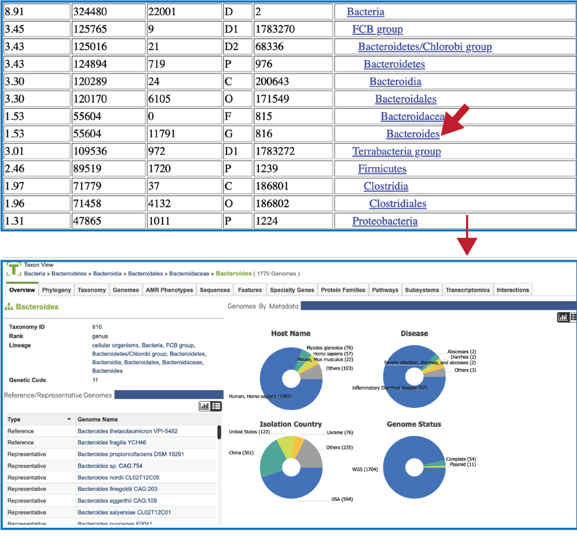 8.91 324480 22001 D 2 Bacteria
3.45 125765 9 D1 1783270 FCB group
3.43 125016 21 D2 68336 Bacteroidetes/Chlorobi group
3.43 124894 719 P 976 Bacteroidetes
3.30 120289 24 C 200643 Bacteroidia
3.30 120170 6105 O 171549 Bacteroidales
1.53 55604 0 F 815 Bacteroidacea
1.53 55604 11791 G 816 Bacteroides
3.01 109536 972 D1 1783272 Terrabacteria group
2.46 89519 1720 P 1239 Firmicutes
1.97 71779 37 C 186801 Clostridia
1.96 71458 4132 O 186802 Clostridiales
1.31 47865 1011 P 1224 Proteobacteria
T Taxon View
Bacteria » Bacteroidetes » Bacteroidia » Bacteroidales » Bacteroidaceae » Bacteroides ( 1770 Genomes )
Overview Phylogeny Taxonomy Genomes AMR Phenotypes Sequences Features Specialty Genes Protein Families Pathways Subsystems Transcriptomics Interactions
Bacteroides
Taxonomy ID 816
Rank genus
Lineage cellular organisms, Bacteria, FCB group,
Bacteroidetes/Chlorobi group, Bacteroidetes,
Bacteroidia, Bacteroidales, Bacteroidaceae,
Bacteroides
Genetic Code 11
Reference/Representative Genomes
Type Genome Name
Reference Bacteroides thetaiotaomicron VPI-5482
Reference Bacteroides fragilis YCH46
Representative Bacteroides propionicifaciens DSM 19291
Representative Bacteroides sp. CAG:754
Representative Bacteroides nordii CL02T12C05
Representative Bacteroides finegoldii CAG:203
Representative Bacteroides eggerthii CAG:109
Representative Bacteroides salyersiae CL02T12C01
Genomes By Metadata
Host Name
Myodes glareolus (76)
Homo sapiens (57)
Mouse, Mus musculus (22)
Others (103)
Human, Homo sapiens
Disease
Abscesses (2)
Diarrhea (2)
Severe infection, diarrhea, and abcesses (2)
Others (3)
Inflammatory Diarrheal disease (42)
Isolation Country
United States (122)
Ukraine (76)
China (301)
Others (235)
USA (594)
Genome Status
Complete (54)
Plasmid (11)
WGS (1704)